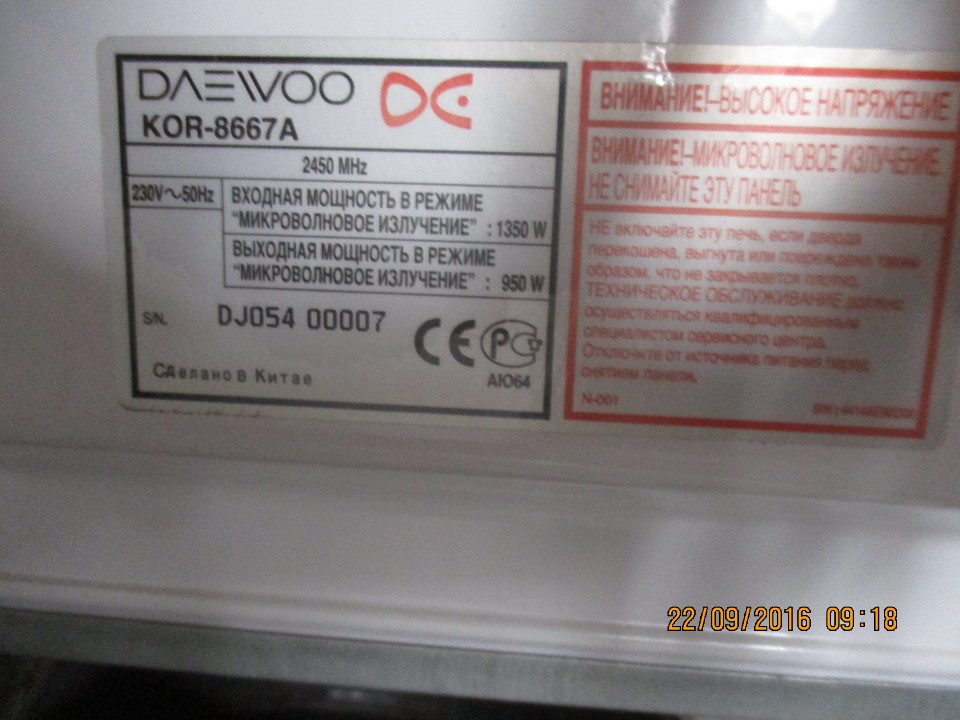 DAEWOO
KOR-8667A
2450 MHz
230V~50Hz
ВХОДНАЯ МОЩНОСТЬ В РЕЖИМЕ
"МИКРОВОЛНОВОЕ ИЗЛУЧЕНИЕ" : 1350 W
ВЫХОДНАЯ МОЩНОСТЬ В РЕЖИМЕ
"МИКРОВОЛНОВОЕ ИЗЛУЧЕНИЕ" : 950 W
S/N. DJ054 00007
CE РС
АЮ64
Сделано в Китае
ВНИМАНИЕ!–ВЫСОКОЕ НАПРЯЖЕНИЕ
ВНИМАНИЕ!–МИКРОВОЛНОВОЕ ИЗЛУЧЕНИЕ.
НЕ СНИМАЙТЕ ЭТУ ПАНЕЛЬ
НЕ включайте эту печь, если дверца
перекошена, выгнута или повреждена таким
образом, что не закрывается плотно.
ТЕХНИЧЕСКОЕ ОБСЛУЖИВАНИЕ должно
осуществляться квалифицированным
специалистом сервисного центра.
Отключите от источника питания перед
снятием панели.
N-001
22/09/2016 09:18